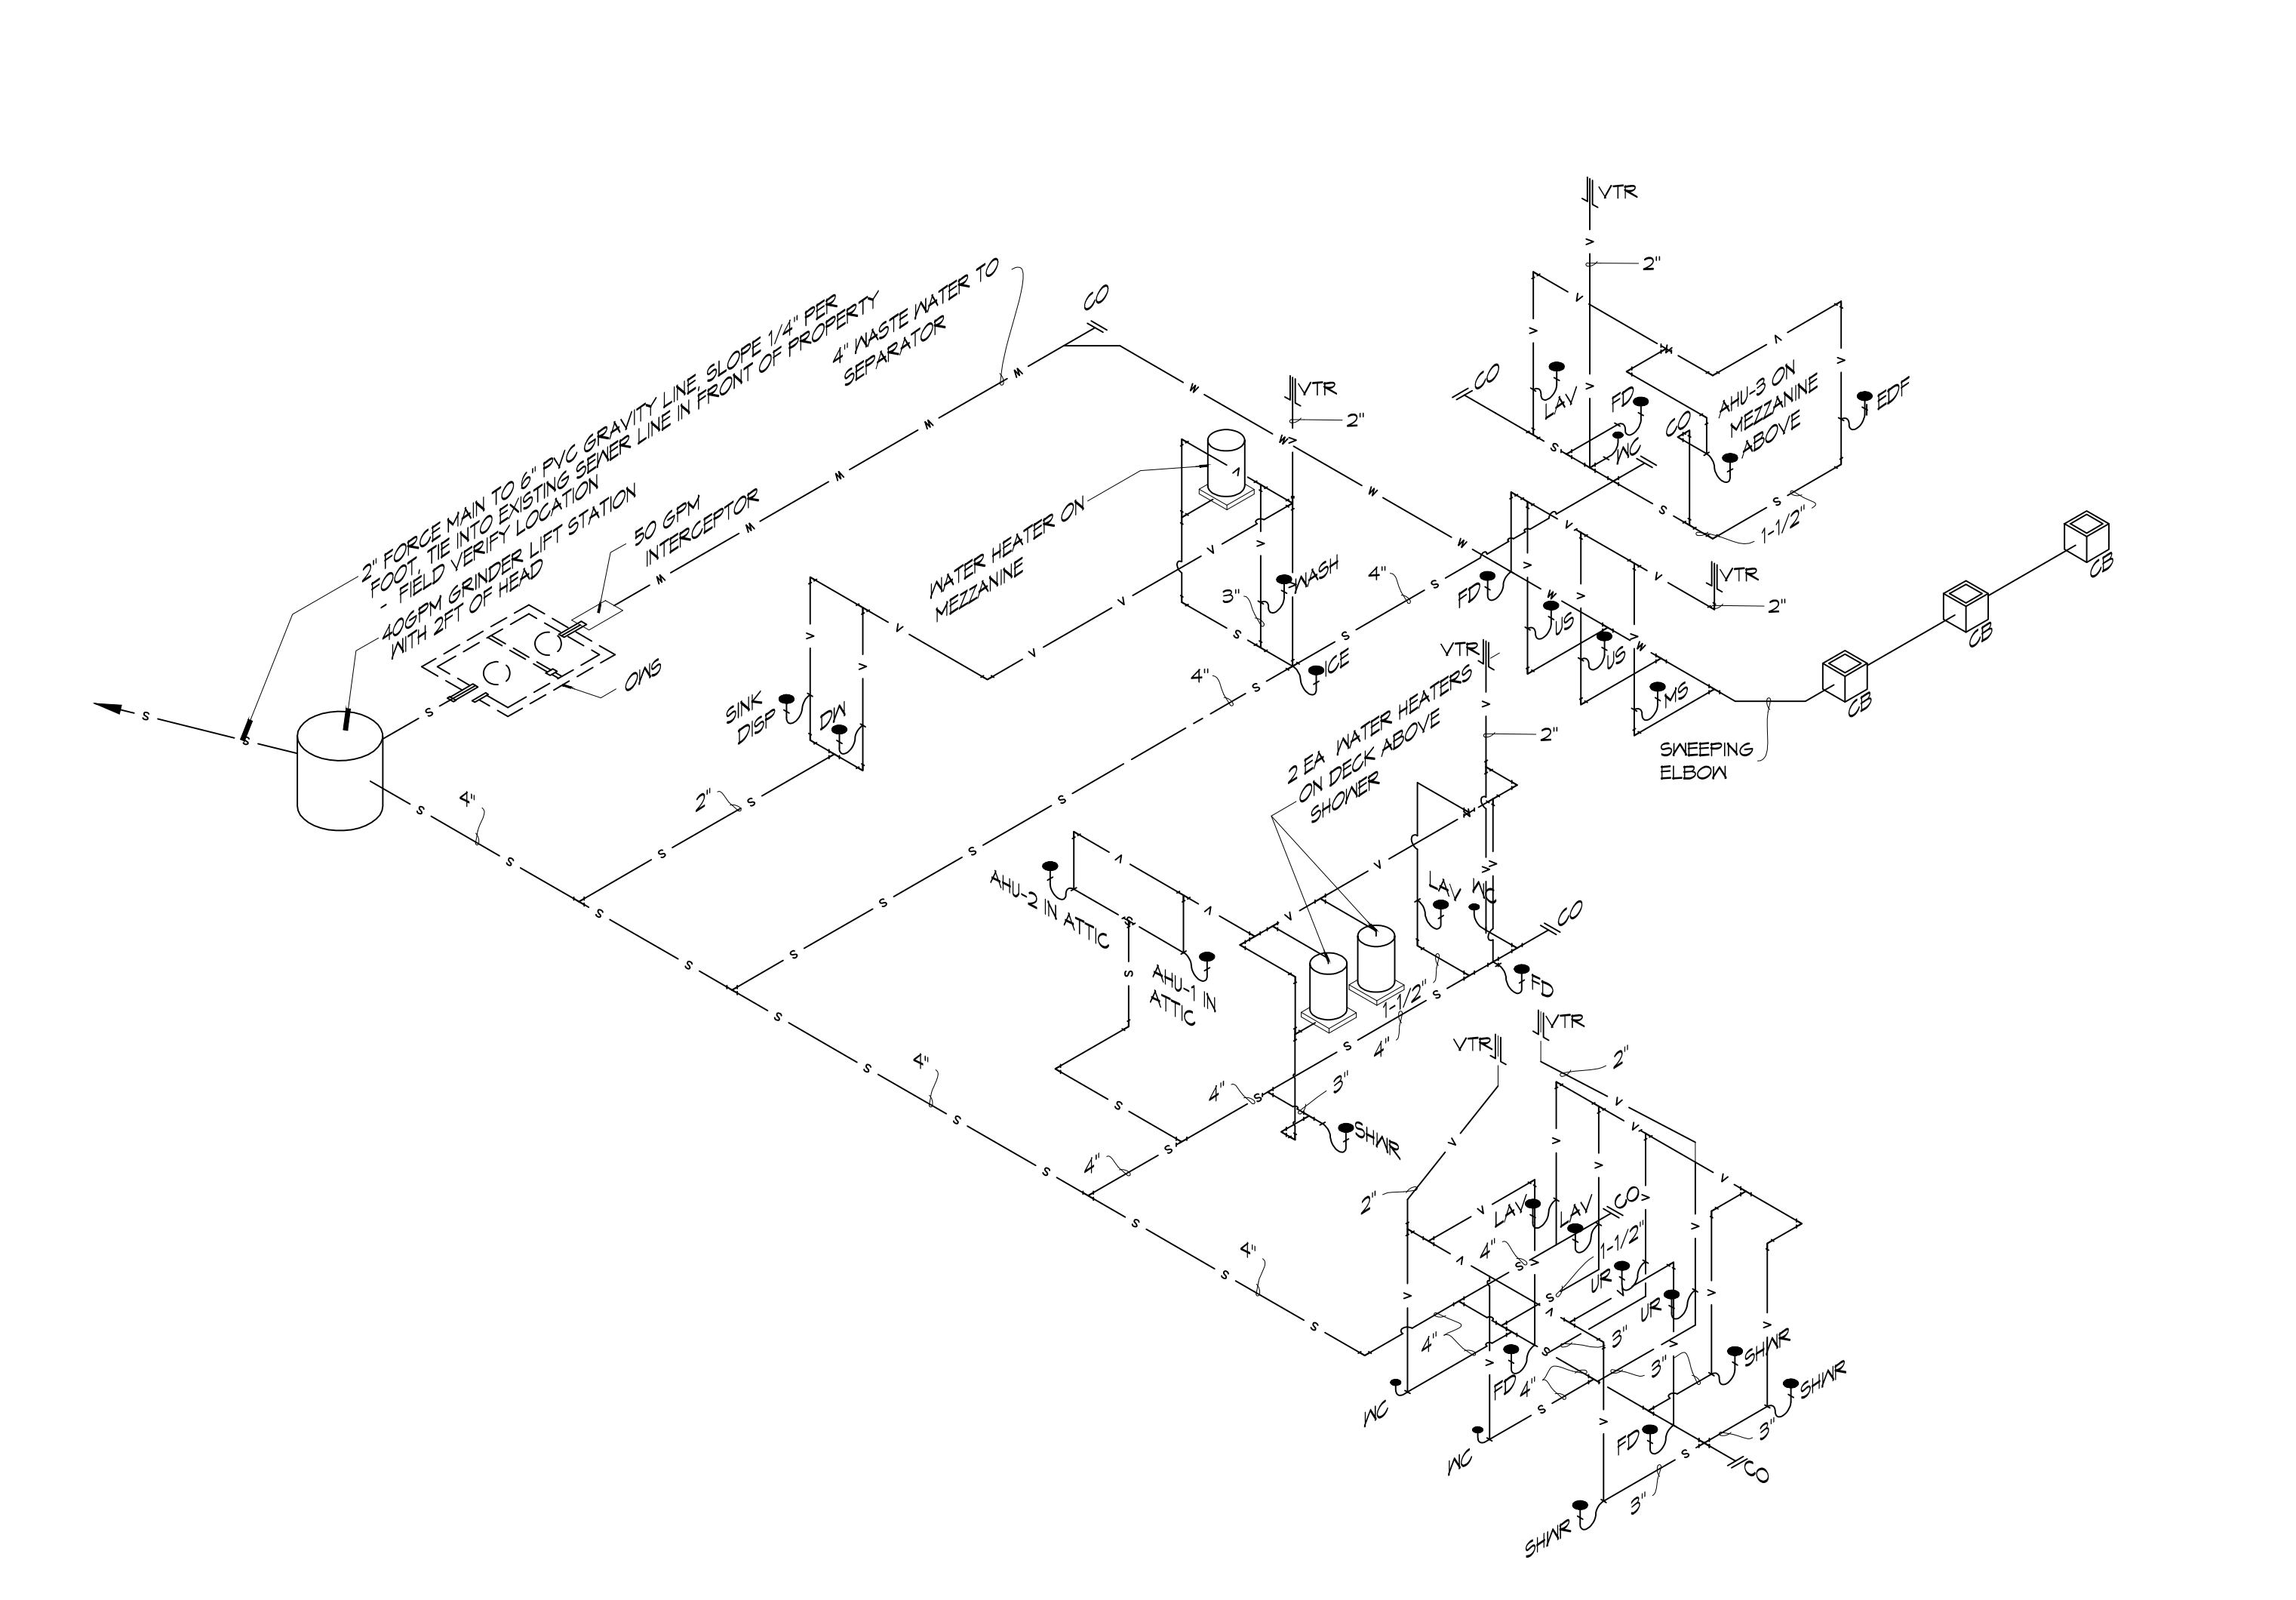 VTR
2"
CO
LAV
FD
WC
CO
CO
AHU-3 ON
MEZZANINE
ABOVE
EDF
1-1/2"
2" FORCE MAIN TO 6" PVC GRAVITY LINE, SLOPE 1/4" PER
FOOT, TIE INTO EXISTING SEWER LINE IN FRONT OF PROPERTY
- FIELD VERIFY LOCATION
40GPM GRINDER LIFT STATION
WITH 2FT OF HEAD
4" WASTE WATER TO
SEPARATOR
50 GPM
INTERCEPTOR
OWS
VTR
2"
WATER HEATER ON
MEZZANINE
WASH
3"
4"
ICE
4"
FD
US
US
MS
VTR
2"
CB
CB
CB
SWEEPING
ELBOW
SINK
DISP
DW
2"
4"
VTR
2"
2 EA WATER HEATERS
ON DECK ABOVE
SHOWER
AHU-2 IN ATTIC
AHU-1 IN
ATTIC
LAV
WC
CO
FD
1-1/2"
4"
4"
3"
SHWR
4"
4"
4"
VTR
VTR
2"
2"
LAV
LAV
CO
4"
1-1/2"
UR
UR
4"
3"
FD
4"
3"
SHWR
SHWR
WC
WC
FD
3"
CO
3"
SHWR
S
V
W